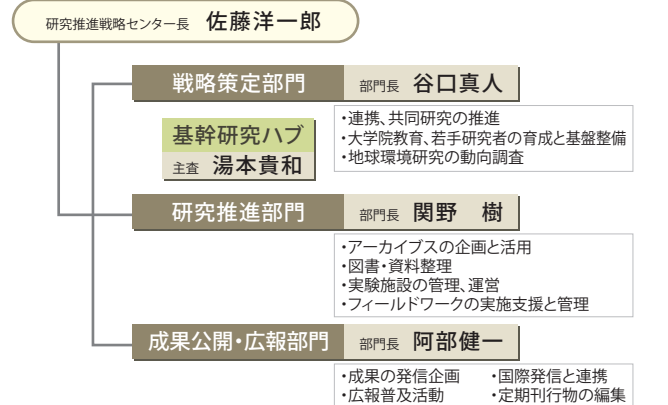 研究推進戦略センター長 佐藤洋一郎
戦略策定部門 部門長 谷口真人
・連携、共同研究の推進
・大学院教育、若手研究者の育成と基盤整備
・地球環境研究の動向調査
基幹研究ハブ
主査 湯本貴和
研究推進部門 部門長 関野 樹
・アーカイブスの企画と活用
・図書・資料整理
・実験施設の管理、運営
・フィールドワークの実施支援と管理
成果公開・広報部門 部門長 阿部健一
・成果の発信企画 ・国際発信と連携
・広報普及活動 ・定期刊行物の編集